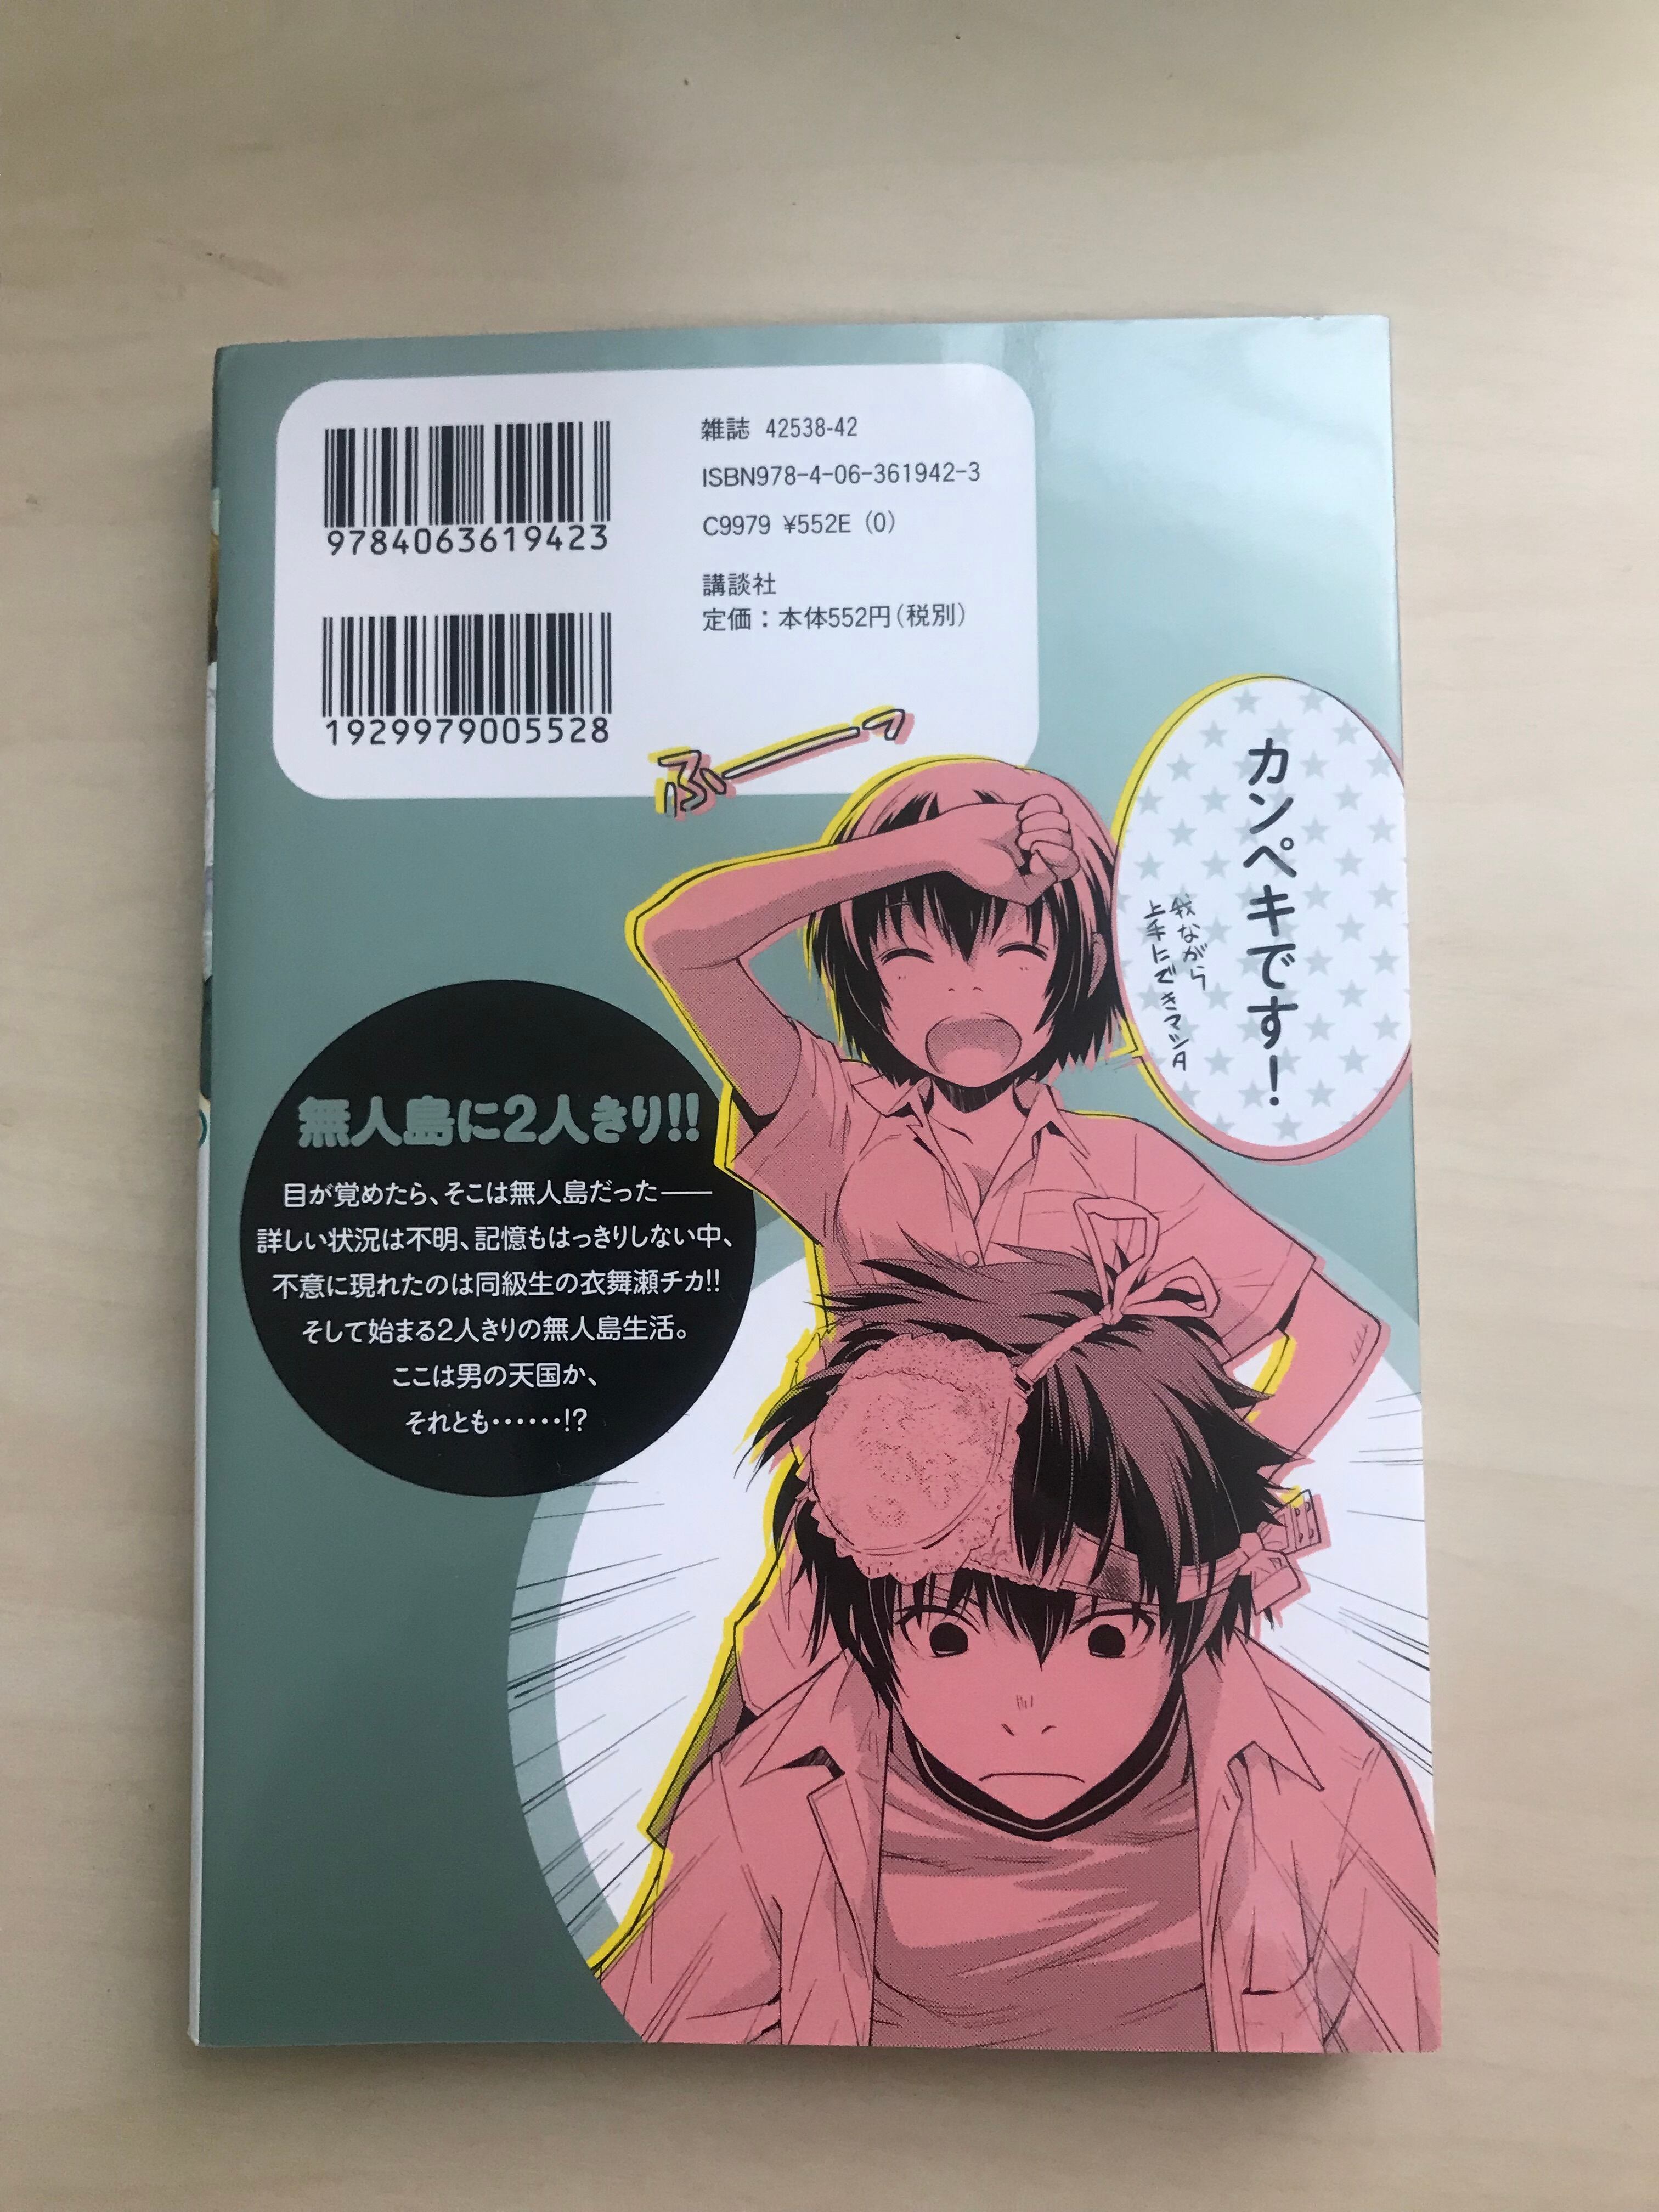 9784063619423
1929979005528
雑誌 42538-42
ISBN978-4-06-361942-3
C9979 ¥552E (0)
講談社
定価：本体552円(税別)
ふーっ
カンペキです！
我ながら
上手にできマシタ
無人島に2人きり!!
目が覚めたら、そこは無人島だった――
詳しい状況は不明、記憶もはっきりしない中、
不意に現れたのは同級生の衣舞瀬チカ!!
そして始まる2人きりの無人島生活。
ここは男の天国か、
それとも‥‥‥!?